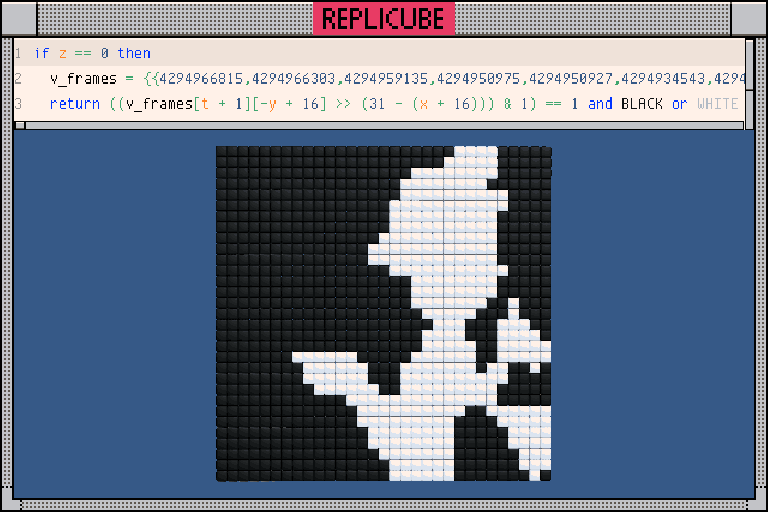 REPLICUBE
1 if z == 0 then
2 v_frames = {{4294966815,4294966303,4294959135,4294950975,4294950927,4294934543,4294
3 return ((v_frames[t + 1][-y + 16] >> (31 - (x + 16))) & 1) == 1 and BLACK or WHITE